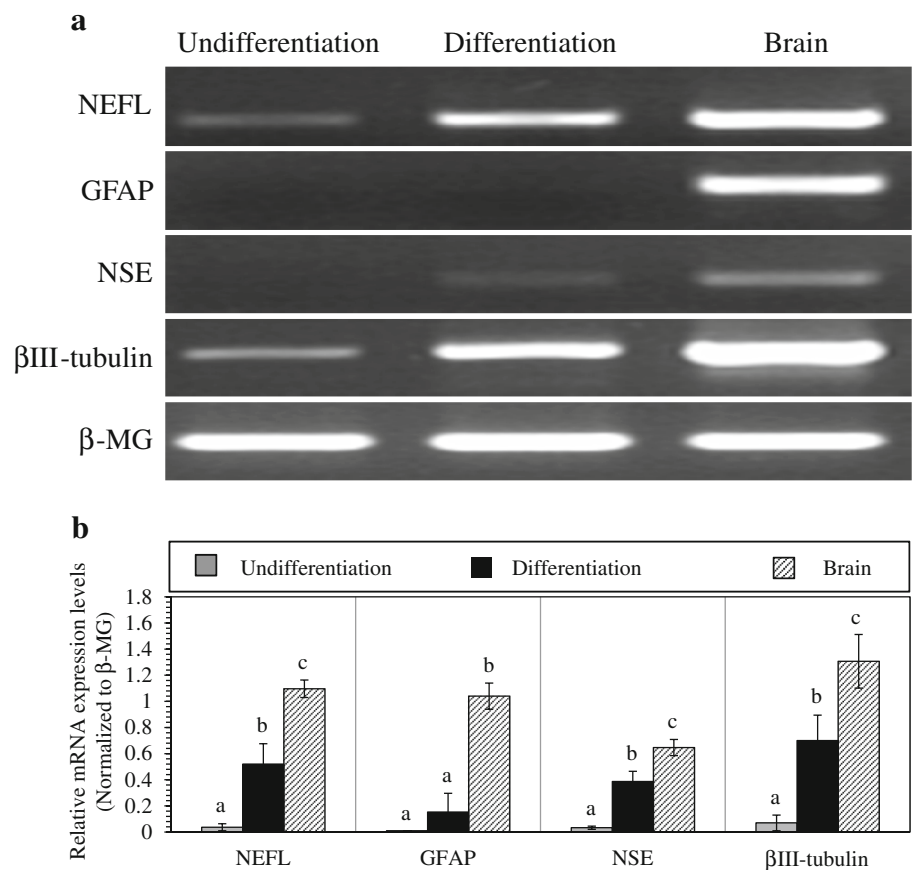 a
Undifferentiation Differentiation Brain
NEFL
GFAP
NSE
βIII-tubulin
β-MG
b
Undifferentiation Differentiation Brain
Relative mRNA expression levels
(Normalized to β-MG)
1.8
1.6
1.4
1.2
1
0.8
0.6
0.4
0.2
0
a b c
a a b
a b c
a b c
NEFL GFAP NSE βIII-tubulin